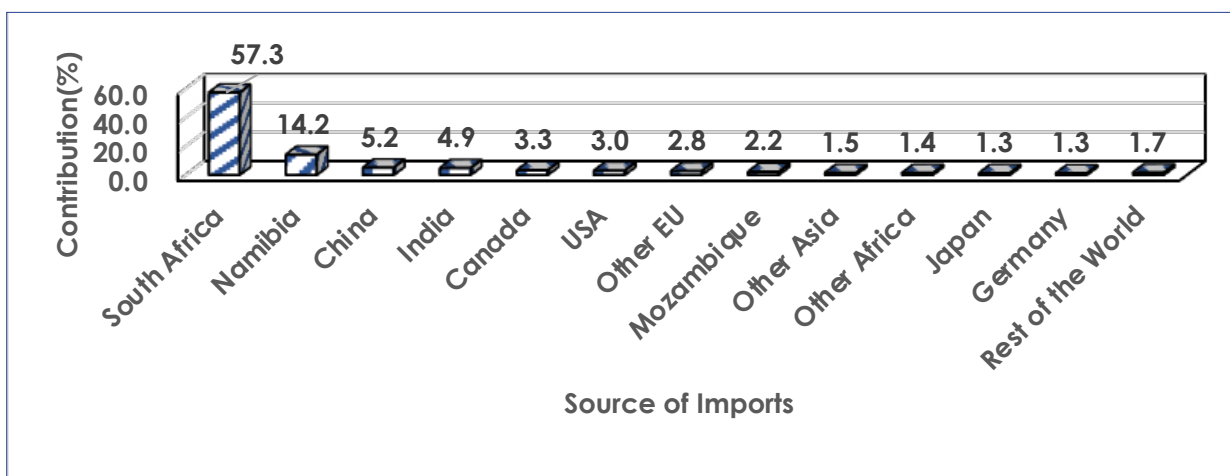 Contribution(%)
60.0
40.0
20.0
0.0
57.3
14.2
5.2
4.9
3.3
3.0
2.8
2.2
1.5
1.4
1.3
1.3
1.7
South Africa
Namibia
China
India
Canada
USA
Other EU
Mozambique
Other Asia
Other Africa
Japan
Germany
Rest of the World
Source of Imports